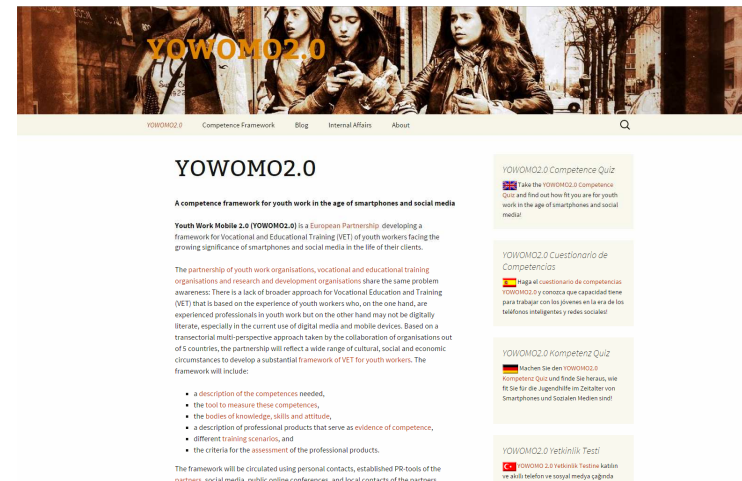 YOWOMO2.0
YOWOMO2.0 Competence Framework Blog Internal Affairs About
YOWOMO2.0
A competence framework for youth work in the age of smartphones and social media
Youth Work Mobile 2.0 (YOWOMO2.0) is a European Partnership developing a
framework for Vocational and Educational Training (VET) of youth workers facing the
growing significance of smartphones and social media in the life of their clients.
The partnership of youth work organisations, vocational and educational training
organisations and research and development organisations share the same problem
awareness: There is a lack of broader approach for Vocational Education and Training
(VET) that is based on the experience of youth workers who, on the one hand, are
experienced professionals in youth work but on the other hand may not be digitally
literate, especially in the current use of digital media and mobile devices. Based on a
transectorial multi-perspective approach taken by the collaboration of organisations out
of 5 countries, the partnership will reflect a wide range of cultural, social and economic
circumstances to develop a substantial framework of VET for youth workers. The
framework will include:
a description of the competences needed,
the tool to measure these competences,
the bodies of knowledge, skills and attitude,
a description of professional products that serve as evidence of competence,
different training scenarios, and
the criteria for the assessment of the professional products.
The framework will be circulated using personal contacts, established PR-tools of the
partners, social media, public online conferences, and local contacts of the partners
YOWOMO2.0 Competence Quiz
Take the YOWOMO2.0 Competence
Quiz and find out how fit you are for youth
work in the age of smartphones and social
media!
YOWOMO2.0 Cuestionario de
Competencias
Haga el cuestionario de competencias
YOWOMO2.0 y conozca que capacidad tiene
para trabajar con los jóvenes en la era de los
teléfonos inteligentes y redes sociales!
YOWOMO2.0 Kompetenz Quiz
Machen Sie den YOWOMO2.0
Kompetenz Quiz und finde Sie heraus, wie
fit Sie für die Jugendhilfe im Zeitalter von
Smartphones und Sozialen Medien sind!
YOWOMO2.0 Yetkinlik Testi
YOWOMO 2.0 Yetkinlik Testine katılın
ve akıllı telefon ve sosyal medya çağında